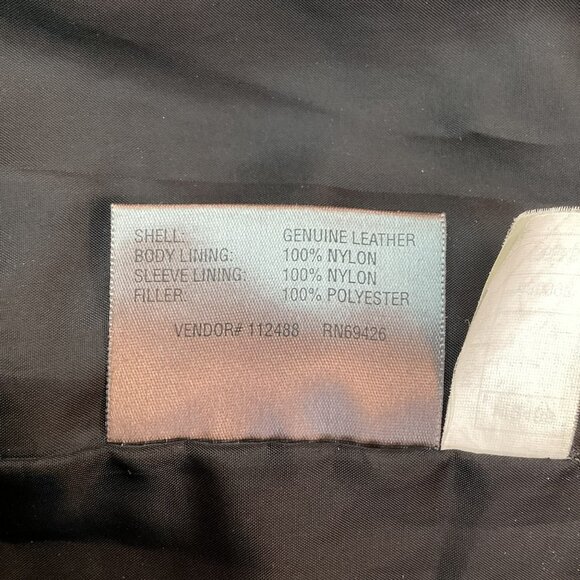 SHELL: GENUINE LEATHER
BODY LINING: 100% NYLON
SLEEVE LINING: 100% NYLON
FILLER: 100% POLYESTER
VENDOR# 112488 RN69426